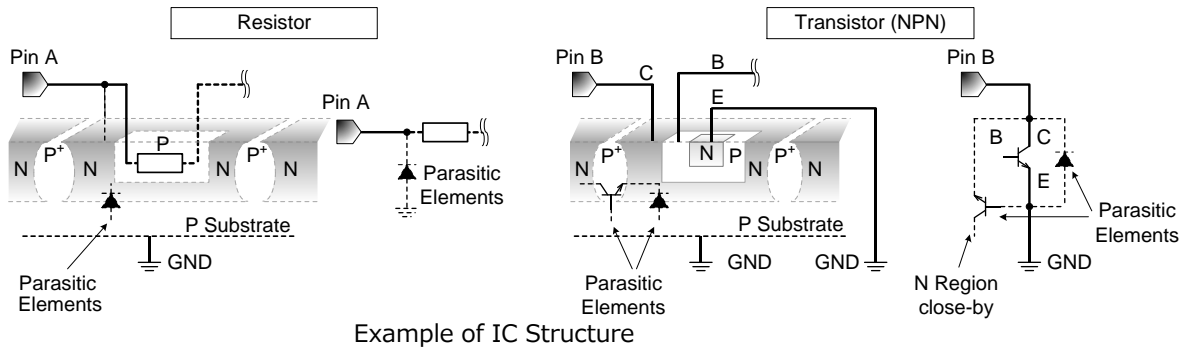 Resistor
Transistor (NPN)
Pin A
Pin A
N
P+
N
P
N
P+
N
Parasitic
Elements
P Substrate
GND
Parasitic
Elements
Pin B
C
B
E
N
P+
N
N
P
N
P+
N
P Substrate
GND
GND
Parasitic
Elements
Pin B
B
C
E
Parasitic
Elements
GND
N Region
close-by
Example of IC Structure